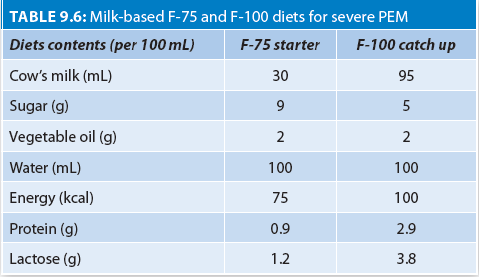 TABLE 9.6: Milk-based F-75 and F-100 diets for severe PEM
Diets contents (per 100 mL) F-75 starter F-100 catch up
Cow's milk (mL) 30 95
Sugar (g) 9 5
Vegetable oil (g) 2 2
Water (mL) 100 100
Energy (kcal) 75 100
Protein (g) 0.9 2.9
Lactose (g) 1.2 3.8